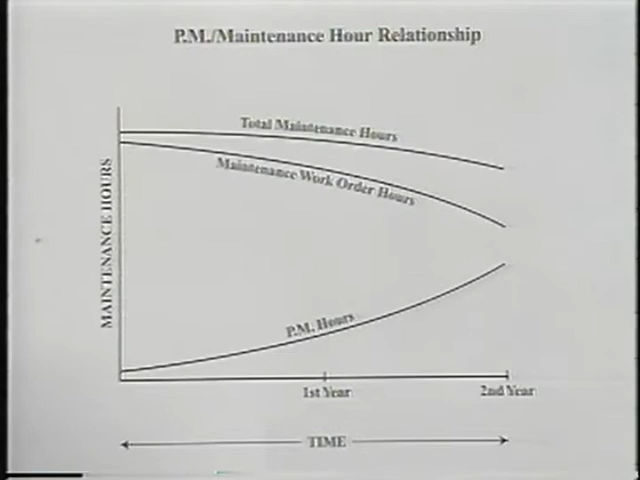 P.M./Maintenance Hour Relationship
Total Maintenance Hours
Maintenance Work Order Hours
MAINTENANCE HOURS
P.M. Hours
1st Year
2nd Year
TIME